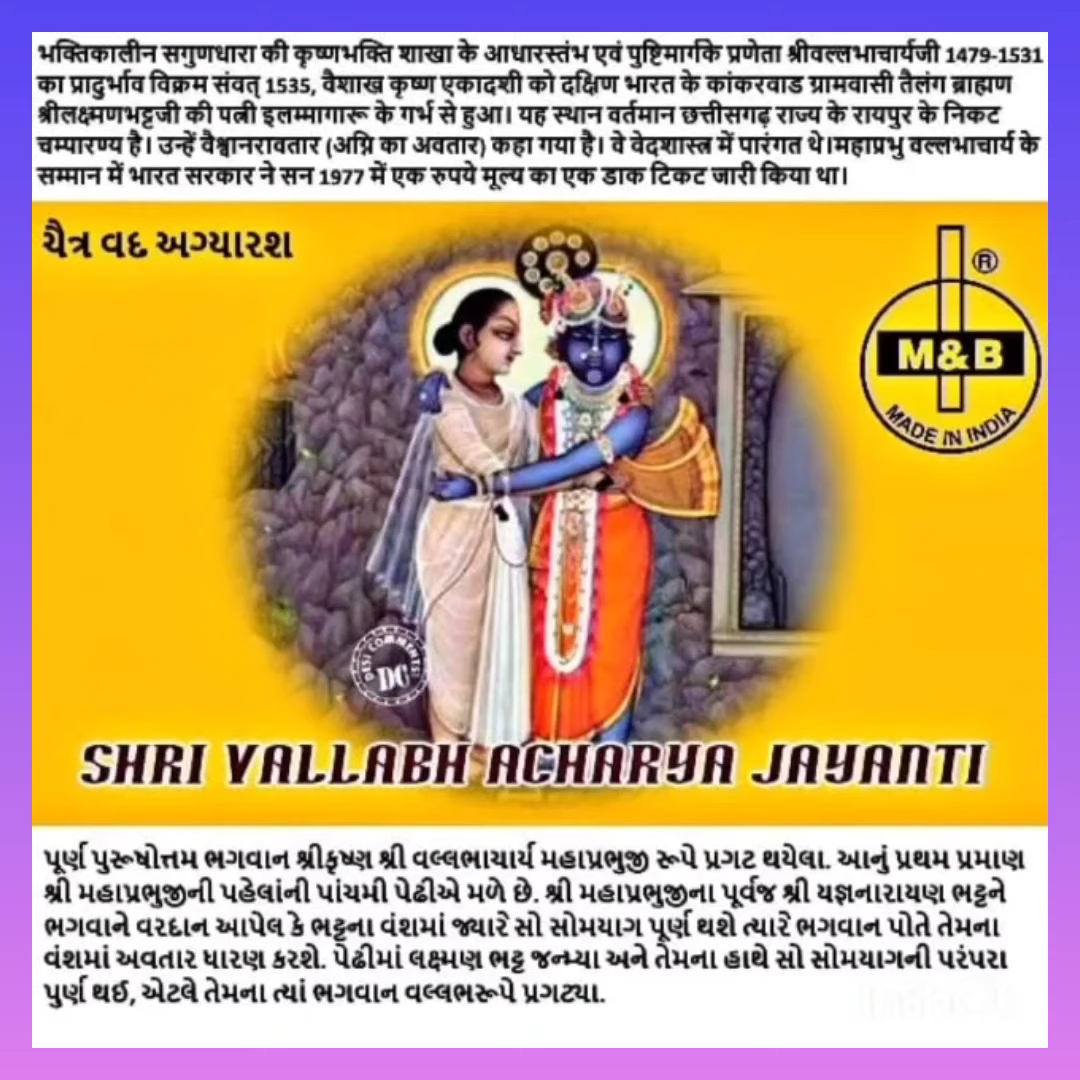 भक्तिकालीन सगुणधारा की कृष्णभक्ति शाखा के आधारस्तंभ एवं पुष्टिमार्गके प्रणेता श्रीवल्लभाचार्यजी 1479-1531
का प्रादुर्भाव विक्रम संवत् 1535, वैशाख कृष्ण एकादशी को दक्षिण भारत के कांकरवाड ग्रामवासी तैलंग ब्राह्मण
श्रीलक्ष्मणभट्टजी की पत्नी इलम्मागारू के गर्भ से हुआ। यह स्थान वर्तमान छत्तीसगढ़ राज्य के रायपुर के निकट
चम्पारण्य है। उन्हें वैश्वानरावतार (अग्नि का अवतार) कहा गया है। वे वेदशास्त्र में पारंगत थे।महाप्रभु वल्लभाचार्य के
सम्मान में भारत सरकार ने सन 1977 में एक रुपये मूल्य का एक डाक टिकट जारी किया था।
ચૈત્ર વદ અગ્યારશ
®
M&B
MADE IN INDIA
DESI COMMENTS!
DC
SHRI VALLABH ACHARYA JAYANTI
પૂર્ણ પુરૂષોત્તમ ભગવાન શ્રીકૃષ્ણ શ્રી વલ્લભાચાર્ય મહાપ્રભુજી રૂપે પ્રગટ થયેલા. આનું પ્રથમ પ્રમાણ
શ્રી મહાપ્રભુજીની પહેલાંની પાંચમી પેઢીએ મળે છે. શ્રી મહાપ્રભુજીના પૂર્વજ શ્રી યજ્ઞનારાયણ ભટ્ટને
ભગવાને વરદાન આપેલ કે ભટ્ટના વંશમાં જ્યારે સો સોમયાગ પૂર્ણ થશે ત્યારે ભગવાન પોતે તેમના
વંશમાં અવતાર ધારણ કરશે. પેઢીમાં લક્ષ્મણ ભટ્ટ જન્મ્યા અને તેમના હાથે સો સોમયાગની પરંપરા
પુર્ણ થઈ, એટલે તેમના ત્યાં ભગવાન વલ્લભરૂપે પ્રગટ્યા.